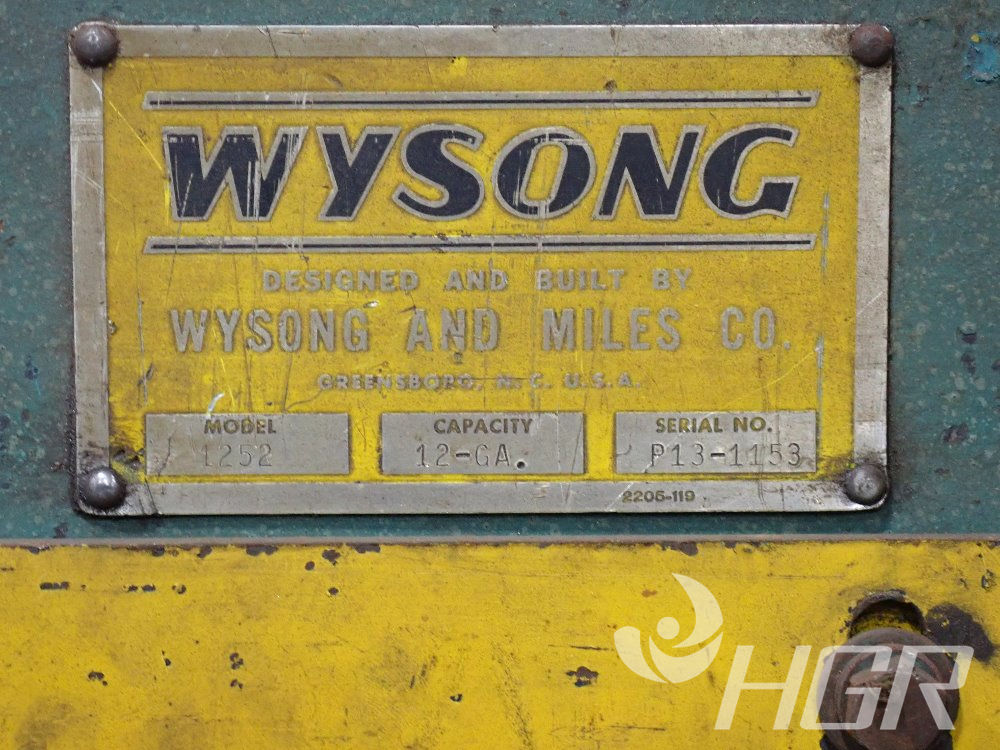 WYSONG
DESIGNED AND BUILT BY
WYSONG AND MILES CO.
GREENSBORO, N. C. U.S.A.
MODEL CAPACITY SERIAL NO.
1252 12-GA. P13-1153
2205-119
HGR